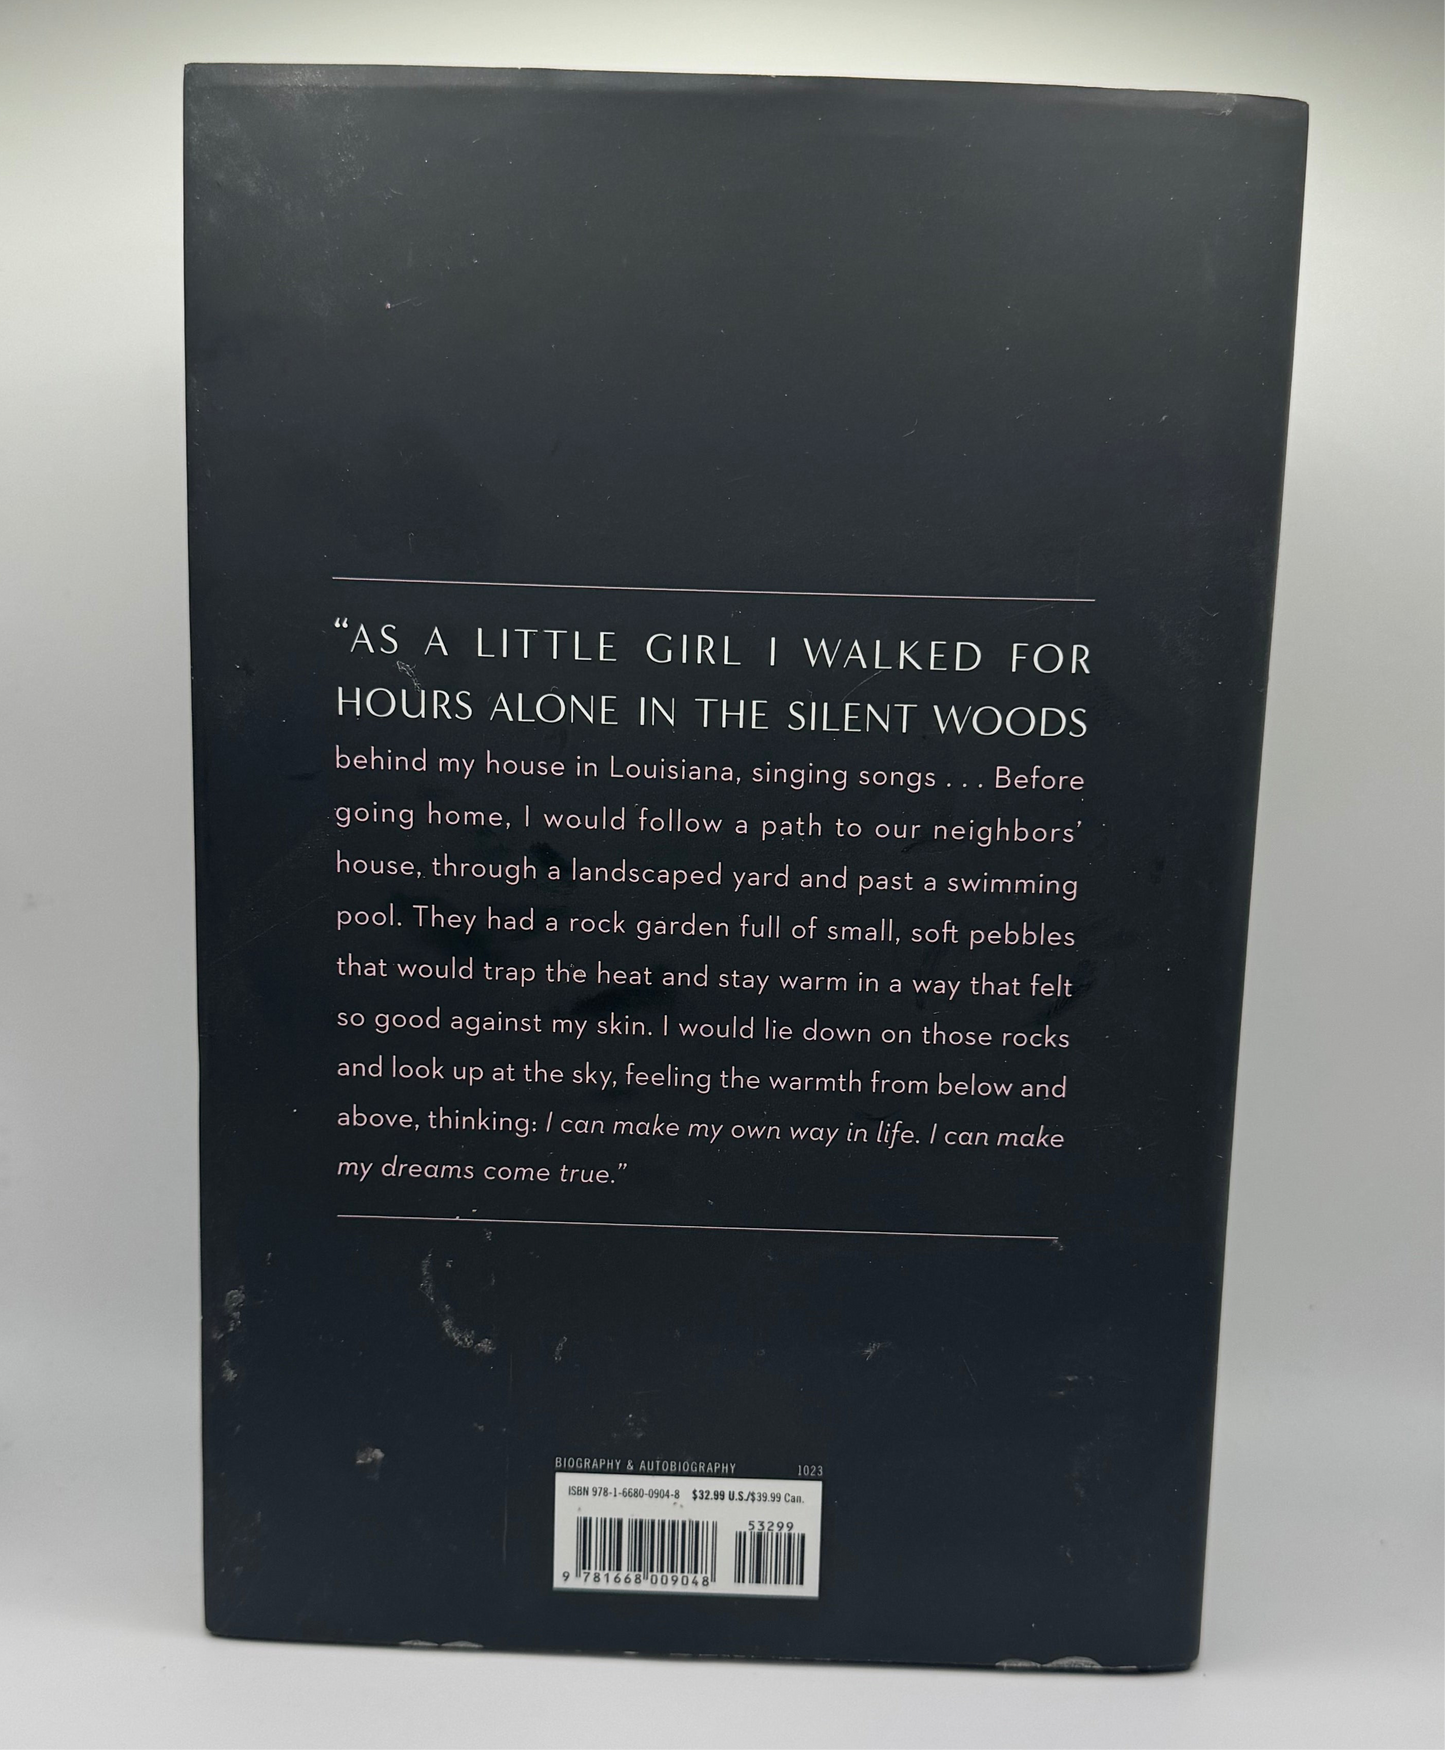 “AS A LITTLE GIRL I WALKED FOR
HOURS ALONE IN THE SILENT WOODS
behind my house in Louisiana, singing songs . . . Before
going home, I would follow a path to our neighbors’
house, through a landscaped yard and past a swimming
pool. They had a rock garden full of small, soft pebbles
that would trap the heat and stay warm in a way that felt
so good against my skin. I would lie down on those rocks
and look up at the sky, feeling the warmth from below and
above, thinking: I can make my own way in life. I can make
my dreams come true.”
BIOGRAPHY & AUTOBIOGRAPHY 1023
ISBN 978-1-6680-0904-8 $32.99 U.S./$39.99 Can.
53299
9 781668 009048